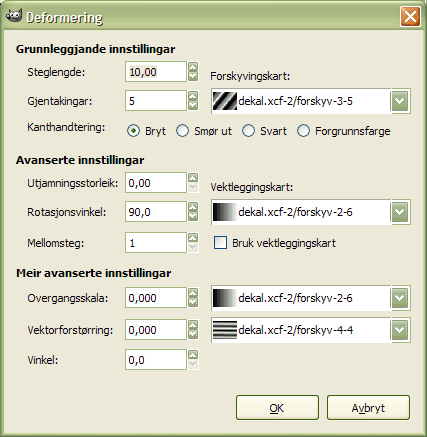 Deformering
Grunnleggjande innstillingar
Steglengde: 10,00 Forskyvingskart:
Gjentakingar: 5 dekal.xcf-2/forskyv-3-5
Kanthandtering: Bryt Smør ut Svart Forgrunnsfarge
Avanserte innstillingar
Utjamningsstorleik: 0,00 Vektleggingskart:
Rotasjonsvinkel: 90,0 dekal.xcf-2/forskyv-2-6
Mellomsteg: 1 Bruk vektleggingskart
Meir avanserte innstillingar
Overgangsskala: 0,000 dekal.xcf-2/forskyv-2-6
Vektorforstørring: 0,000 dekal.xcf-2/forskyv-4-4
Vinkel: 0,0
OK Avbryt